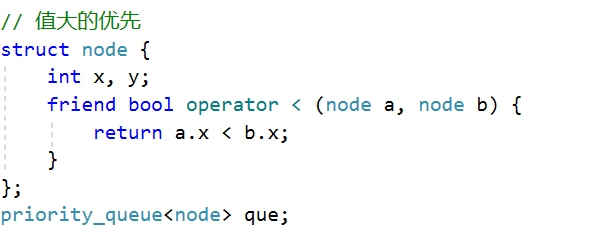 // 值大的优先
struct node {
    int x, y;
    friend bool operator < (node a, node b) {
        return a.x < b.x;
    }
};
priority_queue<node> que;